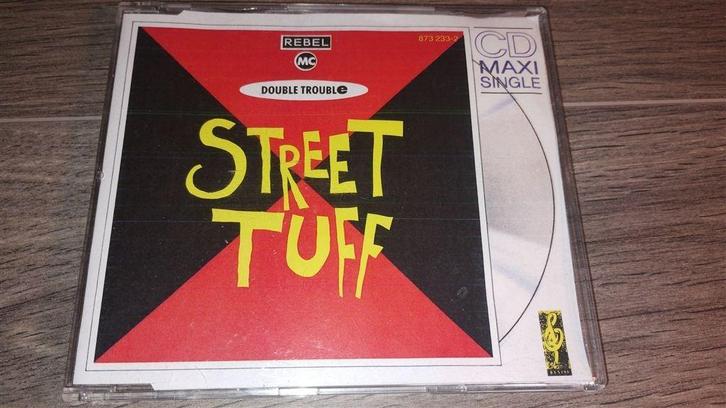 REBEL
MC
873 233-2
DOUBLE TROUBLe
STREET
TUFF
CD
MAXI
SINGLE